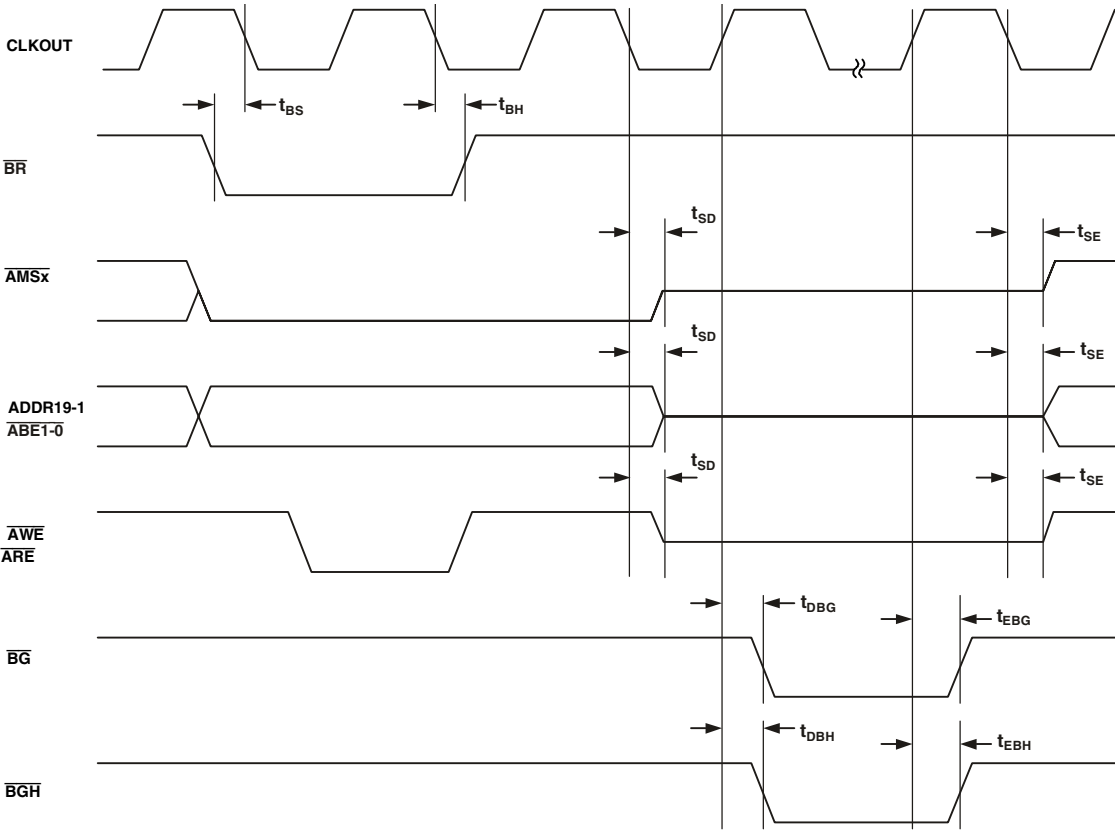 CLKOUT
tBS
tBH
BR
tSD
tSE
AMSx
tSD
tSE
ADDR19-1
ABE1-0
tSD
tSE
AWE
ARE
tDBG
tEBG
BG
tDBH
tEBH
BGH